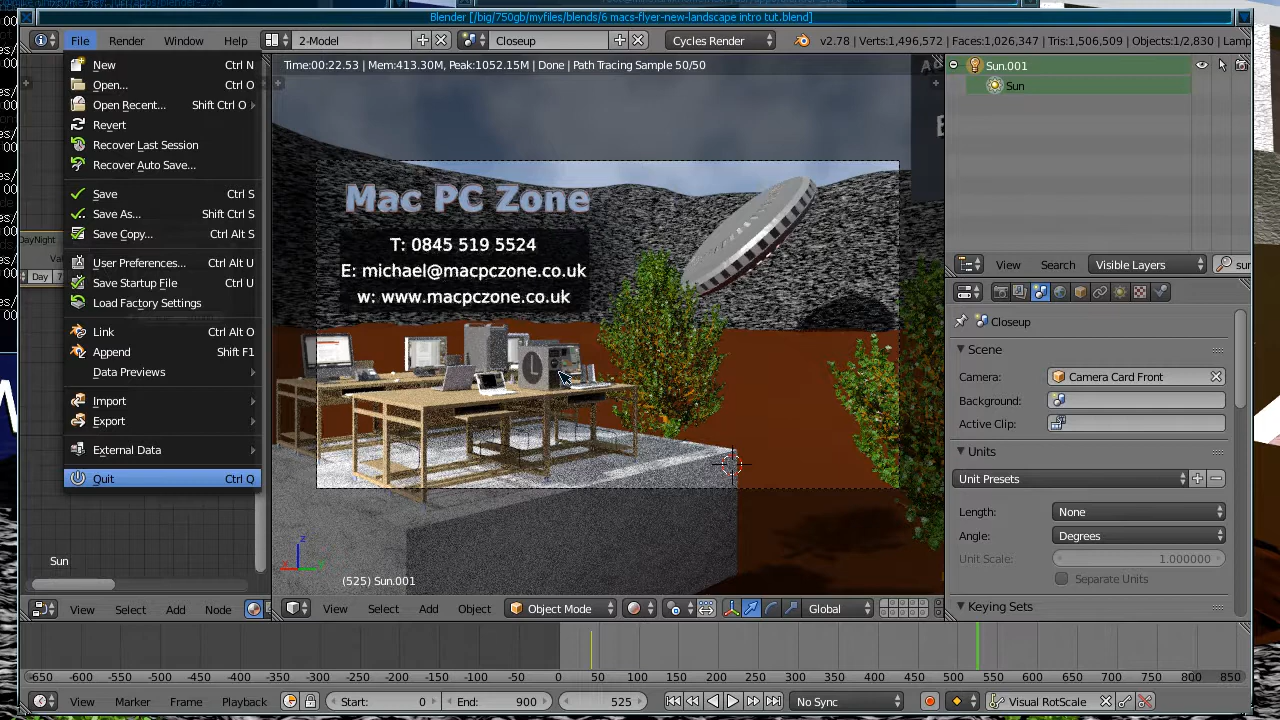 Blender [/big/750gb/myfiles/blends/6 macs-flyer-new-landscape intro tut.blend]
File Render Window Help 2-Model Closeup Cycles Render v2.78 | Verts:1,496,572 | Faces:1,026,347 | Tris:1,506,509 | Objects:1/2,830 | Lamp
New Ctrl N
Open... Ctrl O
Open Recent... Shift Ctrl O
Revert
Recover Last Session
Recover Auto Save...
Save Ctrl S
Save As... Shift Ctrl S
Save Copy... Ctrl Alt S
User Preferences... Ctrl Alt U
Save Startup File Ctrl U
Load Factory Settings
Link Ctrl Alt O
Append Shift F1
Data Previews
Import
Export
External Data
Quit Ctrl Q
DayNight
Day
Sun
View Select Add Node
Time:00:22.53 | Mem:413.30M, Peak:1052.15M | Done | Path Tracing Sample 50/50
Mac PC Zone
T: 0845 519 5524
E: michael@macpczone.co.uk
w: www.macpczone.co.uk
(525) Sun.001
View Select Add Object Object Mode Global
Sun.001
Sun
View Search Visible Layers sur
Closeup
Scene
Camera: Camera Card Front
Background:
Active Clip:
Units
Unit Presets
Length: None
Angle: Degrees
Unit Scale: 1.000000
Separate Units
Keying Sets
-650 -600 -550 -500 -450 -400 -350 -300 -250 -200 -150 -100 -50 0 50 100 150 200 250 300 350 400 450 500 550 600 650 700 750 800 850
View Marker Frame Playback Start: 0 End: 900 525 No Sync Visual RotScale